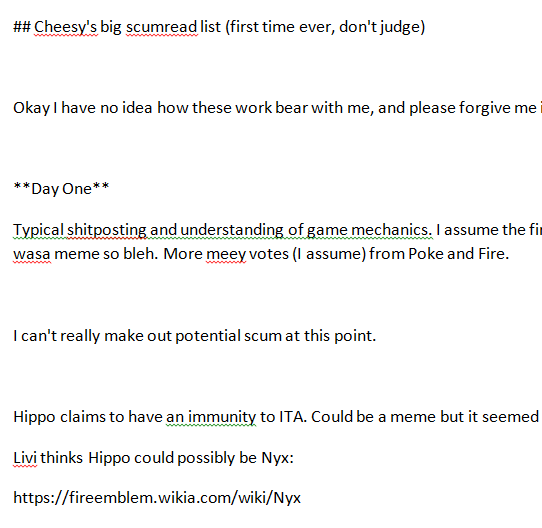 ## Cheesy's big scumread list (first time ever, don't judge)
Okay I have no idea how these work bear with me, and please forgive me i
**Day One**
Typical shitposting and understanding of game mechanics. I assume the fir
wasa meme so bleh. More meey votes (I assume) from Poke and Fire.
I can't really make out potential scum at this point.
Hippo claims to have an immunity to ITA. Could be a meme but it seemed
Livi thinks Hippo could possibly be Nyx:
https://fireemblem.wikia.com/wiki/Nyx